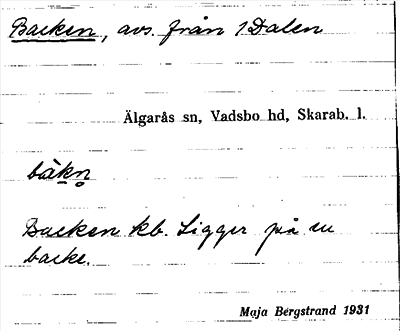 Backen, avs. från 1 Dalen
Älgarås sn, Vadsbo hd, Skarab. l.
bàkn̥
Backen kb. Ligger på en
backe.
Maja Bergstrand 1931